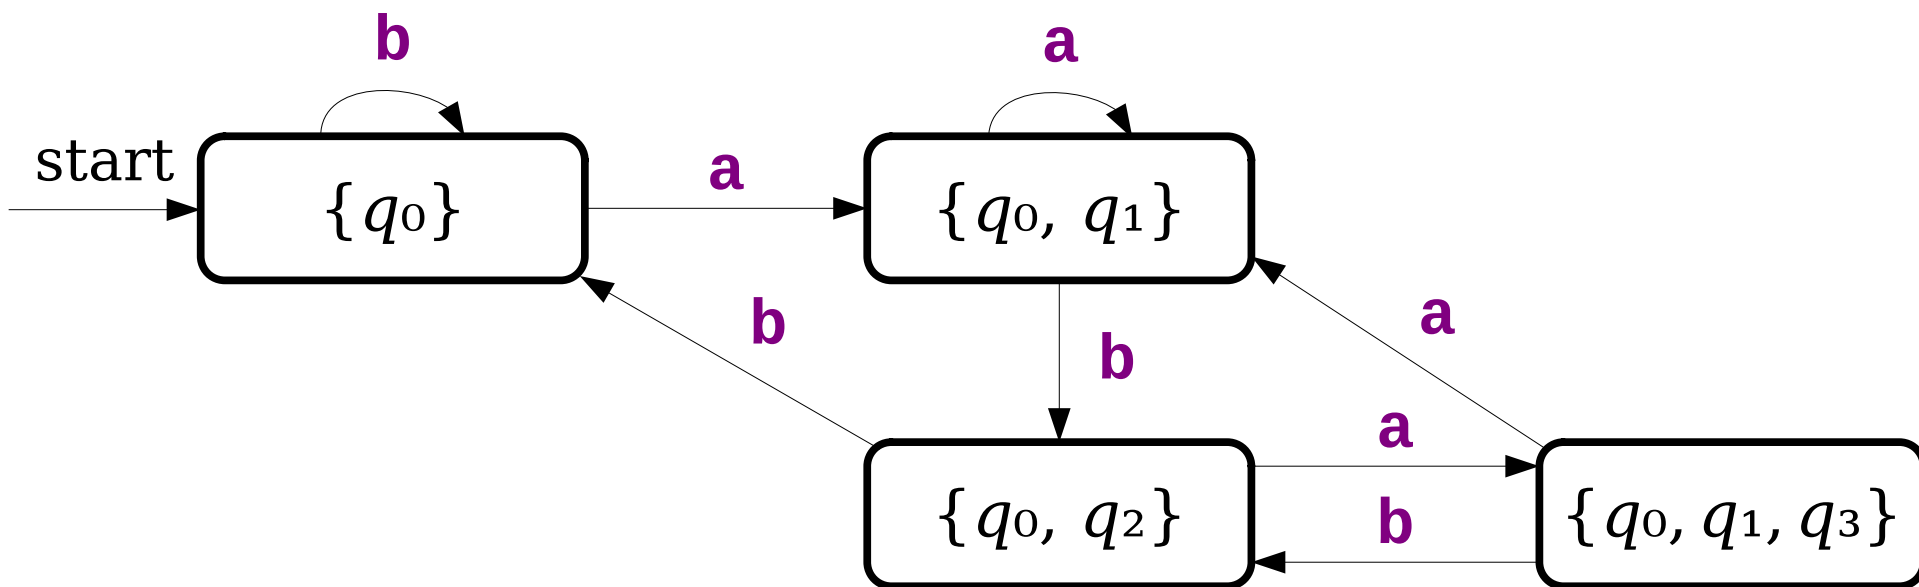 b
a
start
a
{q₀}
{q₀, q₁}
b
a
b
a
{q₀, q₂}
b
{q₀, q₁, q₃}